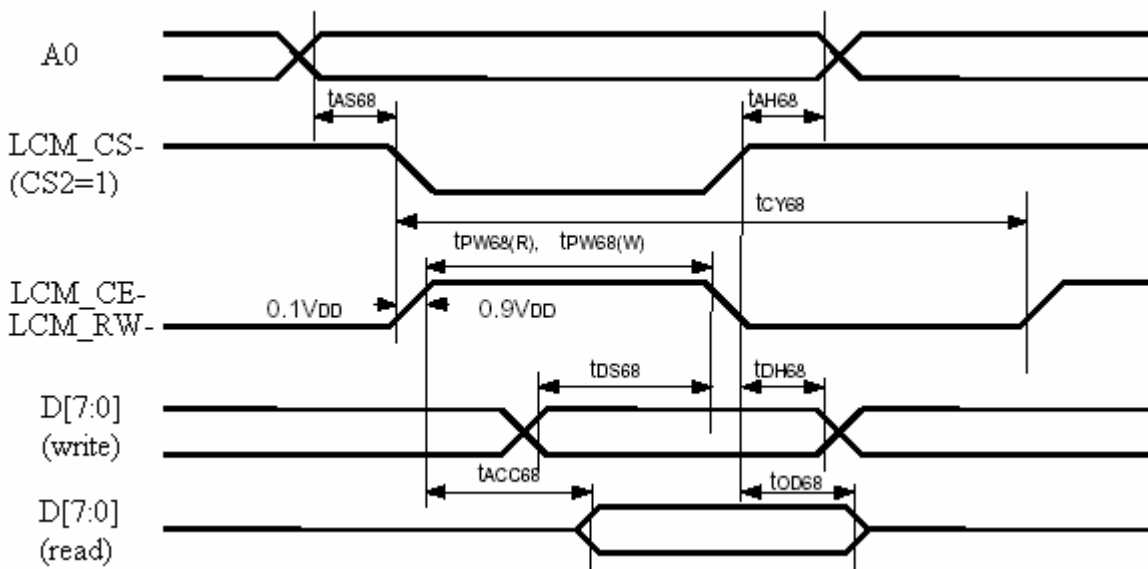 A0
tAS68
tAH68
LCM_CS-
(CS2=1)
tCY68
tPW68(R), tPW68(W)
LCM_CE-
0.1VDD 0.9VDD
LCM_RW-
tDS68
tDH68
D[7:0]
(write)
tACC68
tOD68
D[7:0]
(read)